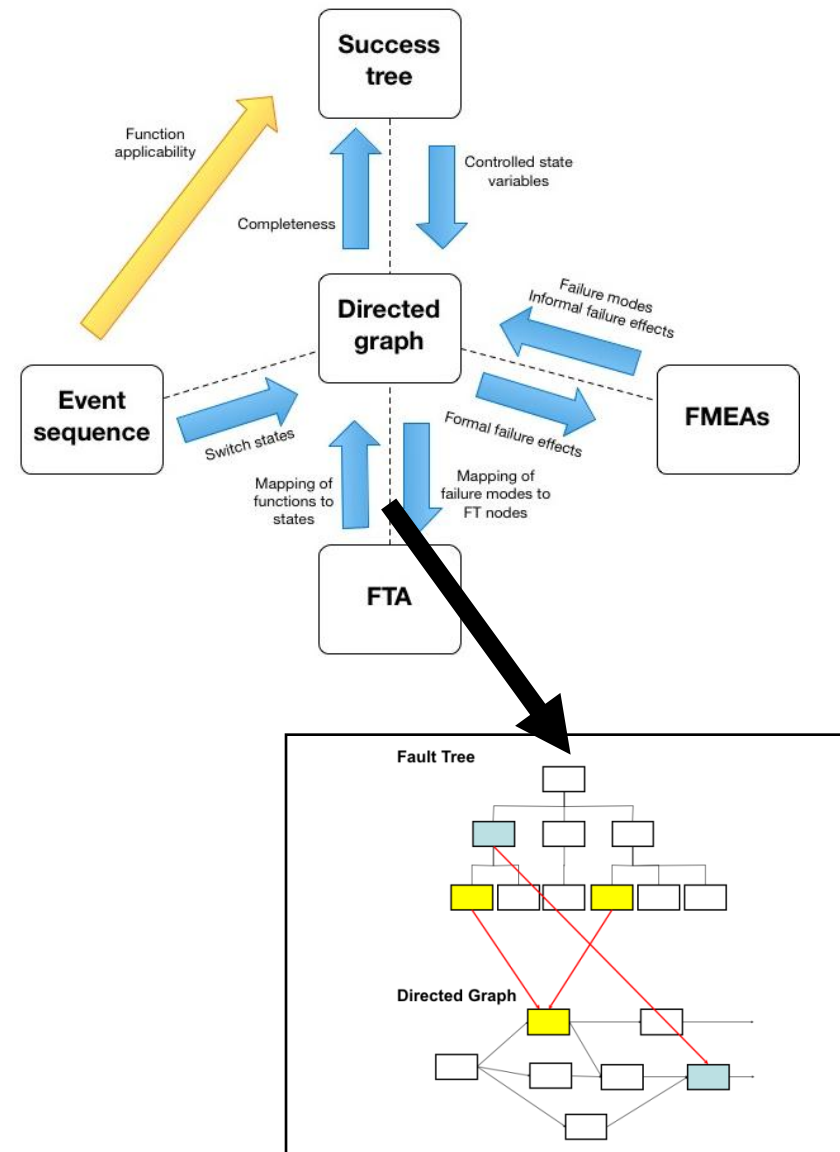 Success
tree
Function
applicability
Controlled state
variables
Completeness
Directed
graph
Failure modes
Informal failure effects
Event
sequence
FMEAs
Switch states
Formal failure effects
Mapping of
functions to
states
Mapping of
failure modes to
FT nodes
FTA
Fault Tree
Directed Graph